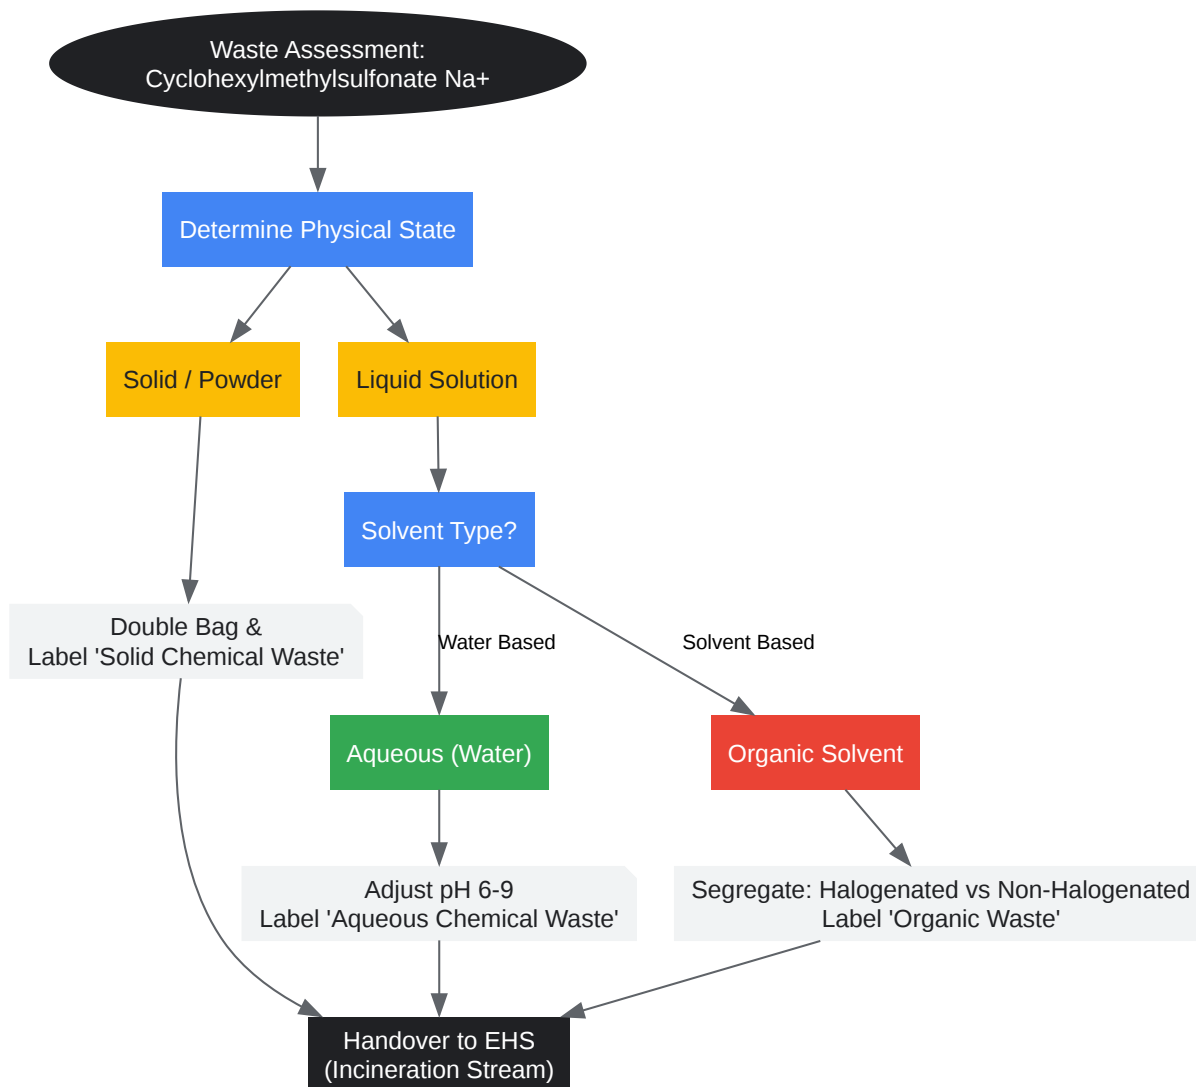 Waste Assessment:
Cyclohexylmethylsulfonate Na+
Determine Physical State
Solid / Powder
Liquid Solution
Solvent Type?
Double Bag &
Label 'Solid Chemical Waste'
Water Based
Solvent Based
Aqueous (Water)
Organic Solvent
Adjust pH 6-9
Label 'Aqueous Chemical Waste'
Segregate: Halogenated vs Non-Halogenated
Label 'Organic Waste'
Handover to EHS
(Incineration Stream)